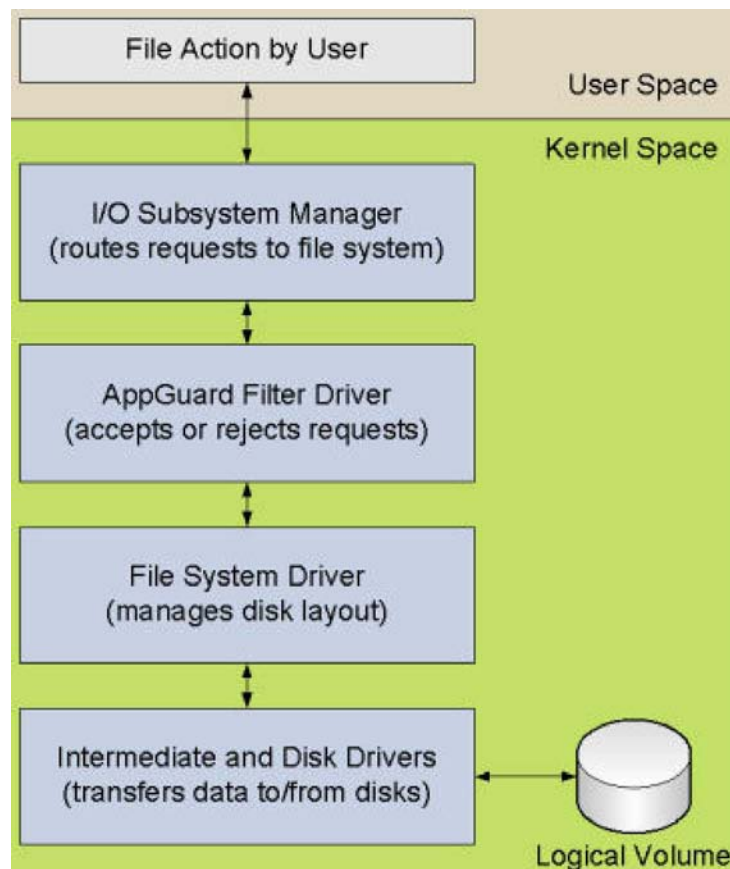 File Action by User
User Space
Kernel Space
I/O Subsystem Manager
(routes requests to file system)
AppGuard Filter Driver
(accepts or rejects requests)
File System Driver
(manages disk layout)
Intermediate and Disk Drivers
(transfers data to/from disks)
Logical Volume